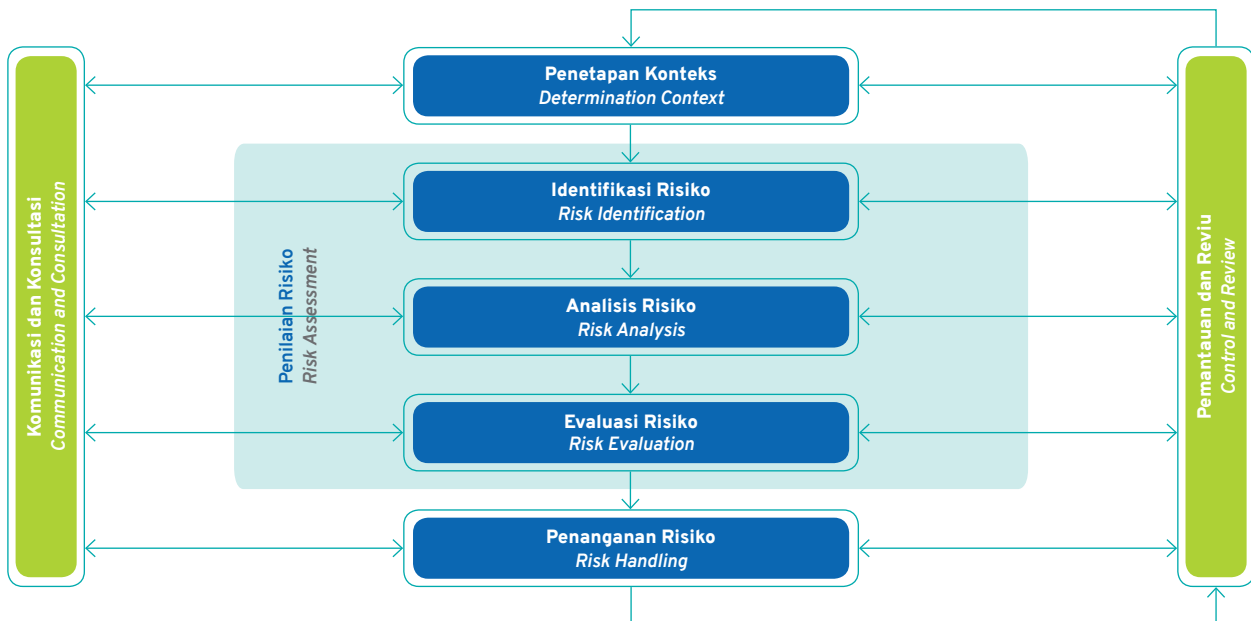 Komunikasi dan Konsultasi
Communication and Consultation
Penetapan Konteks
Determination Context
Penilaian Risiko
Risk Assessment
Identifikasi Risiko
Risk Identification
Analisis Risiko
Risk Analysis
Evaluasi Risiko
Risk Evaluation
Penanganan Risiko
Risk Handling
Pemantauan dan Reviu
Control and Review